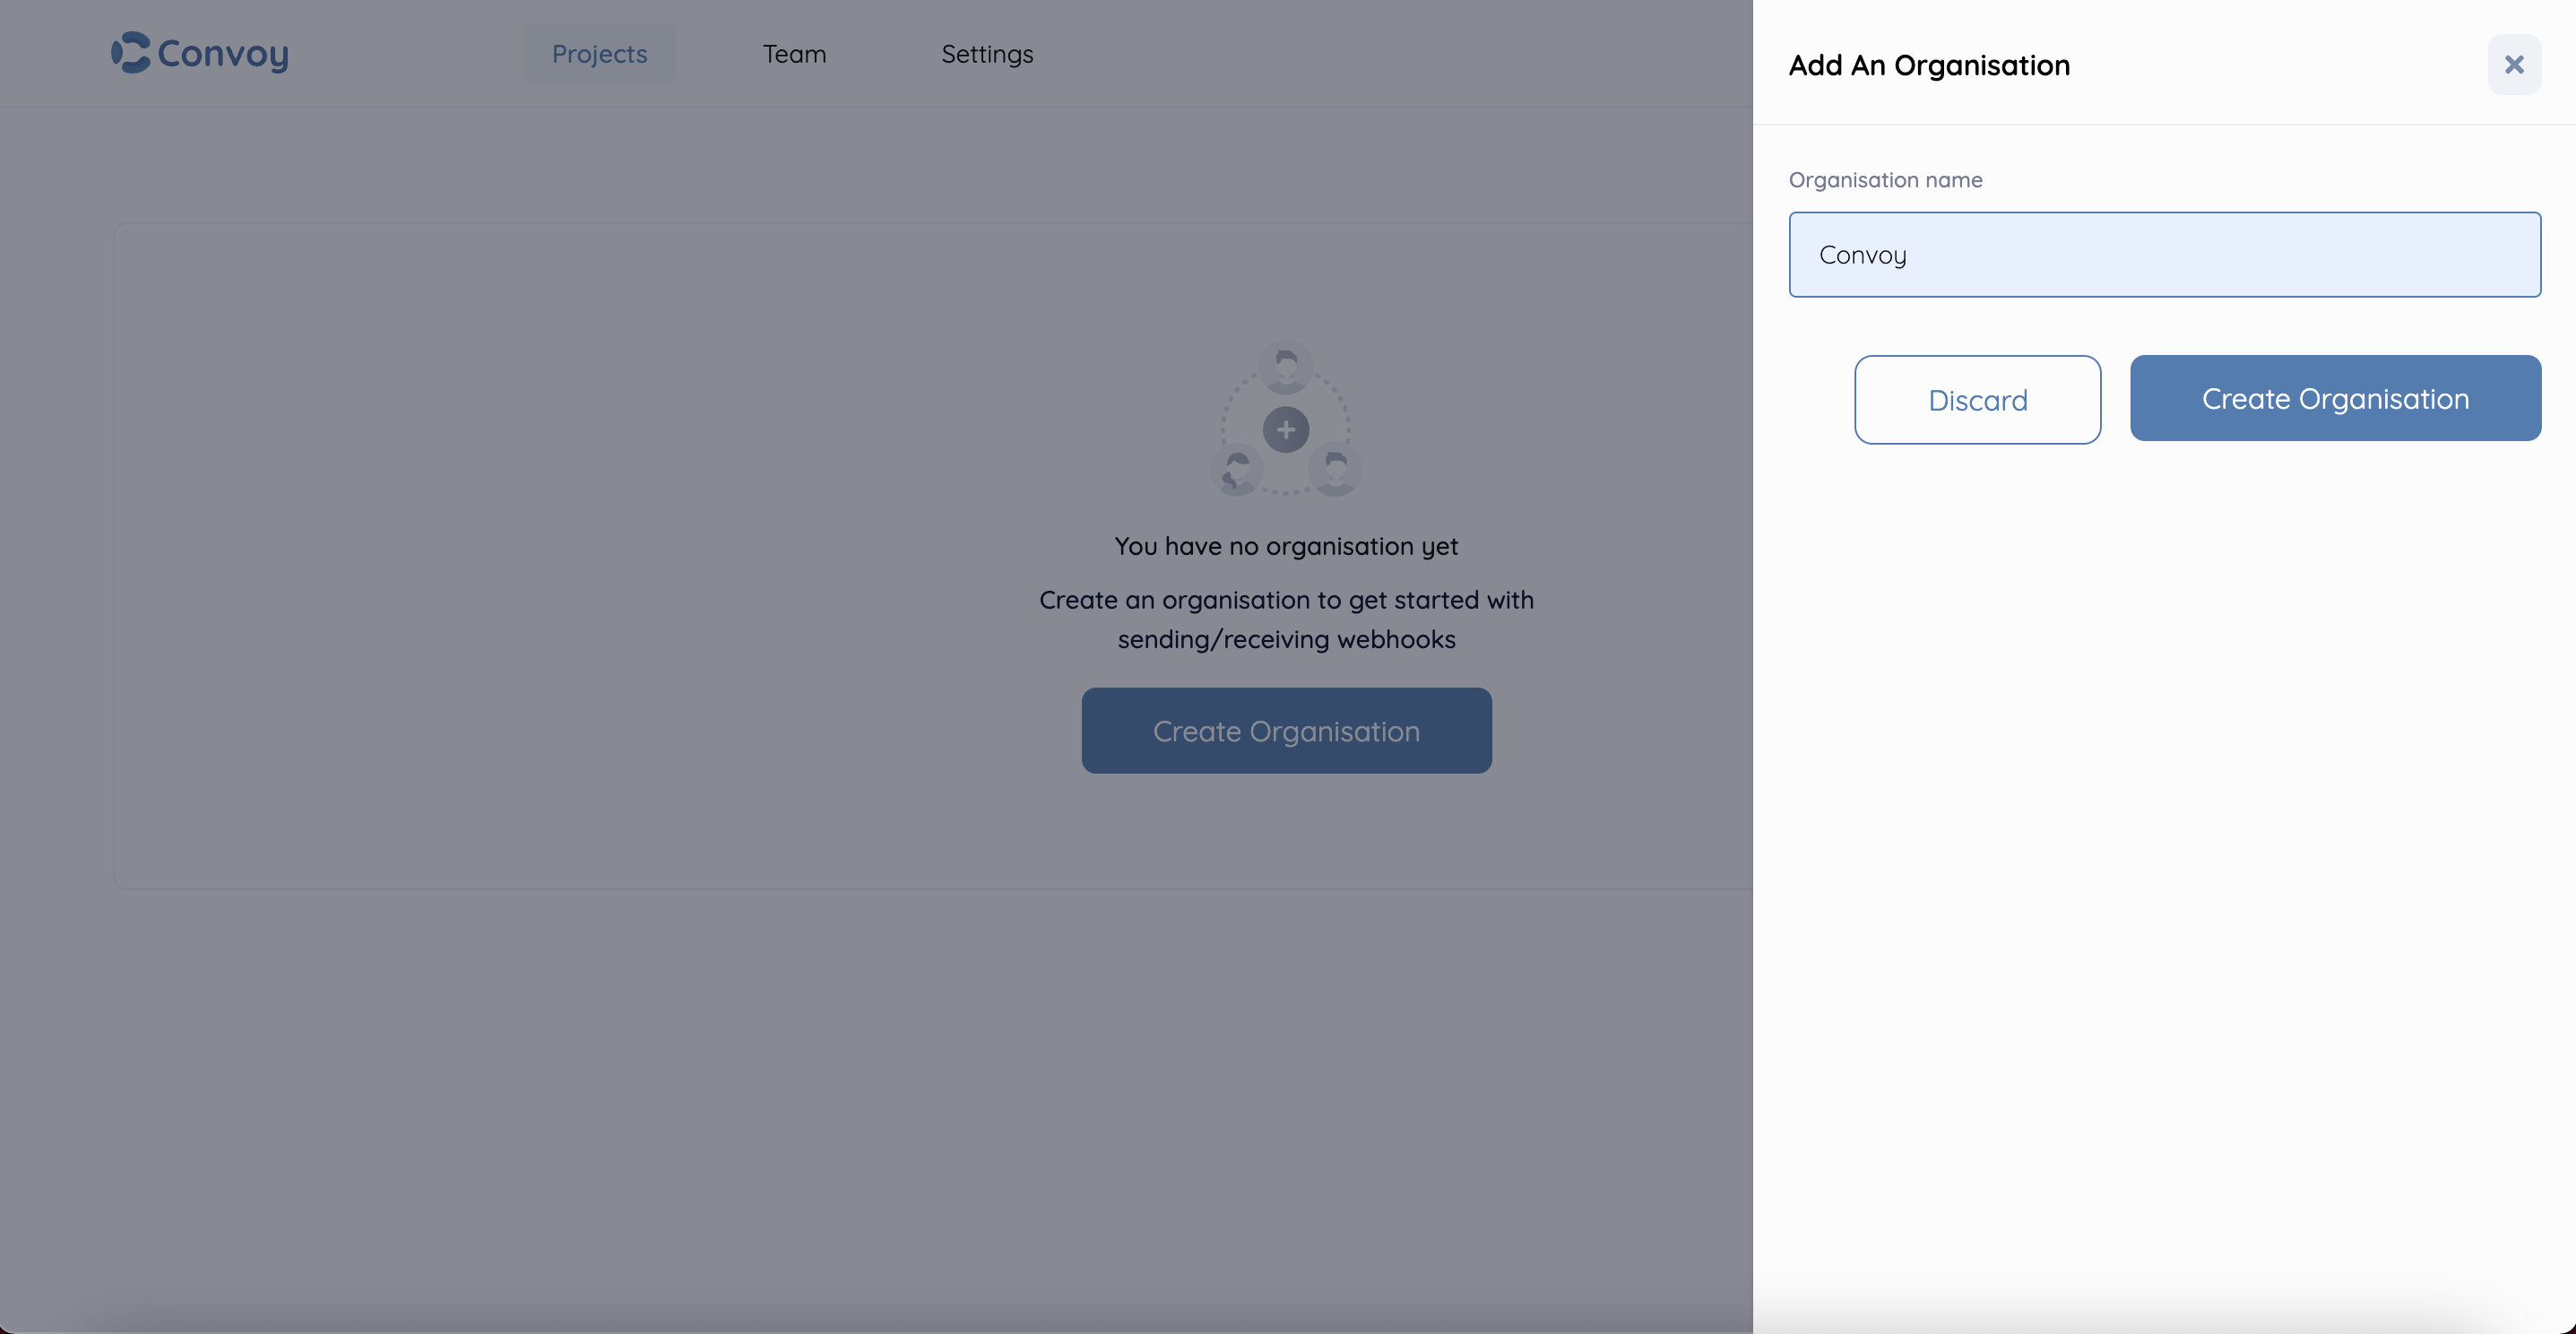 Convoy
Projects
Team
Settings
Add An Organisation
Organisation name
Convoy
Discard
Create Organisation
You have no organisation yet
Create an organisation to get started with
sending/receiving webhooks
Create Organisation